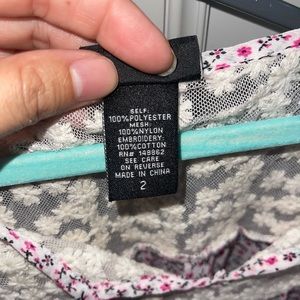 SELF:
100%POLYESTER
MESH:
100%NYLON
EMBROIDERY:
100%COTTON
RN# 148862
SEE CARE
ON REVERSE
MADE IN CHINA
2